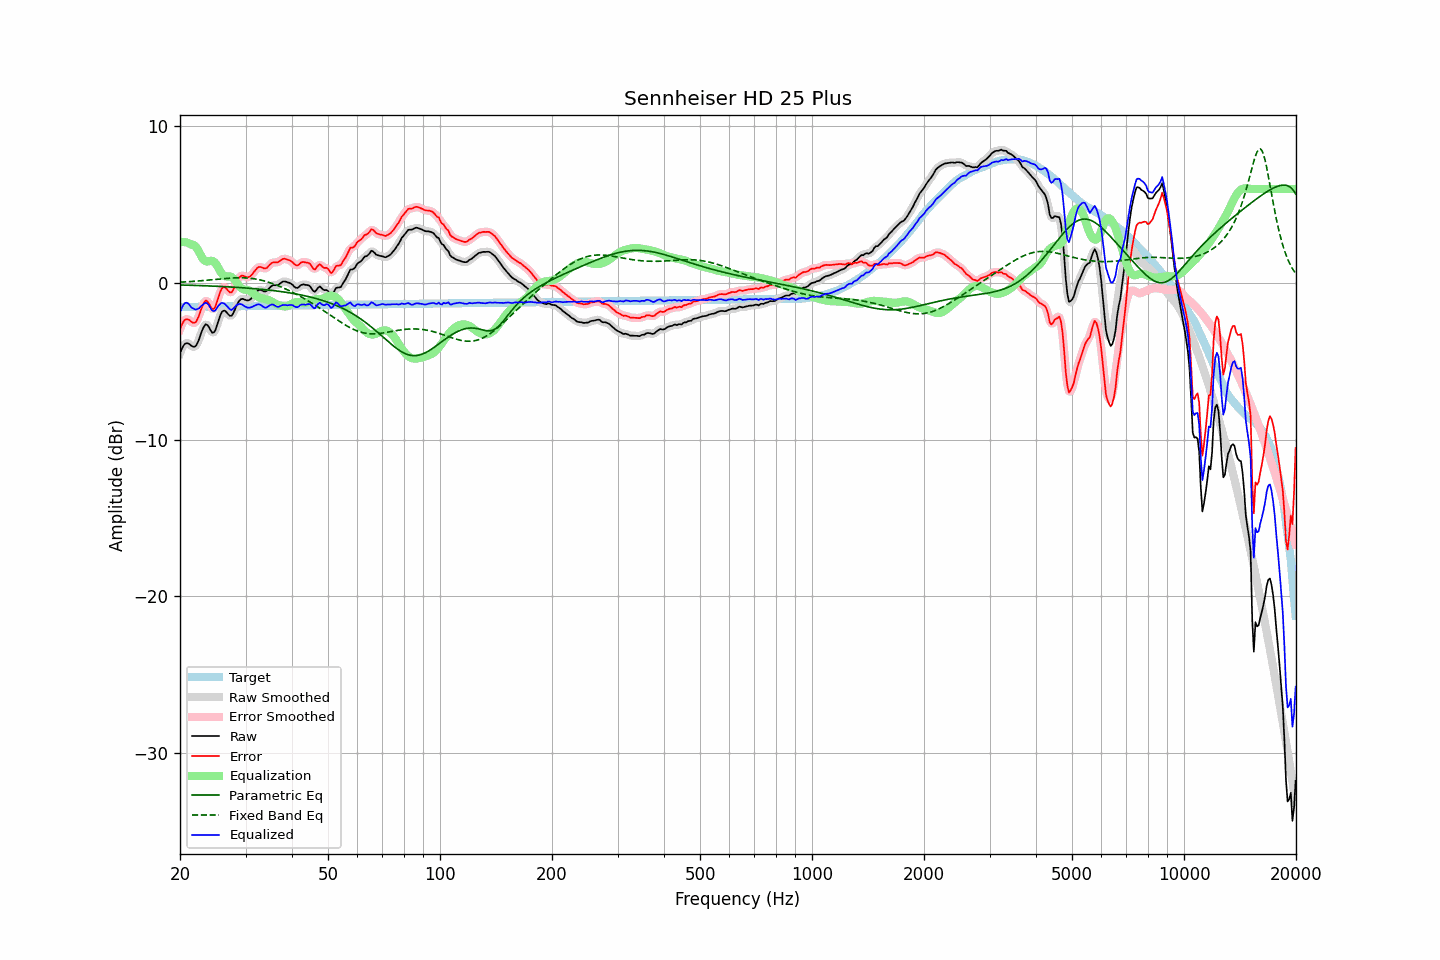 Sennheiser HD 25 Plus
10
0
−10
−20
−30
Amplitude (dBr)
Target
Raw Smoothed
Error Smoothed
Raw
Error
Equalization
Parametric Eq
Fixed Band Eq
Equalized
20 50 100 200 500 1000 2000 5000 10000 20000
Frequency (Hz)